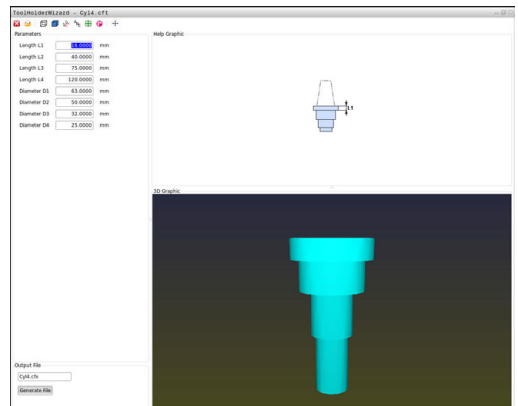 ToolHolderWizard - Cyl4.cft
Parameters
Length L1 15.0000 mm
Length L2 40.0000 mm
Length L3 75.0000 mm
Length L4 120.0000 mm
Diameter D1 63.0000 mm
Diameter D2 50.0000 mm
Diameter D3 32.0000 mm
Diameter D4 25.0000 mm
Help Graphic
L1
3D Graphic
Output File
Cyl4.cfx
Generate File